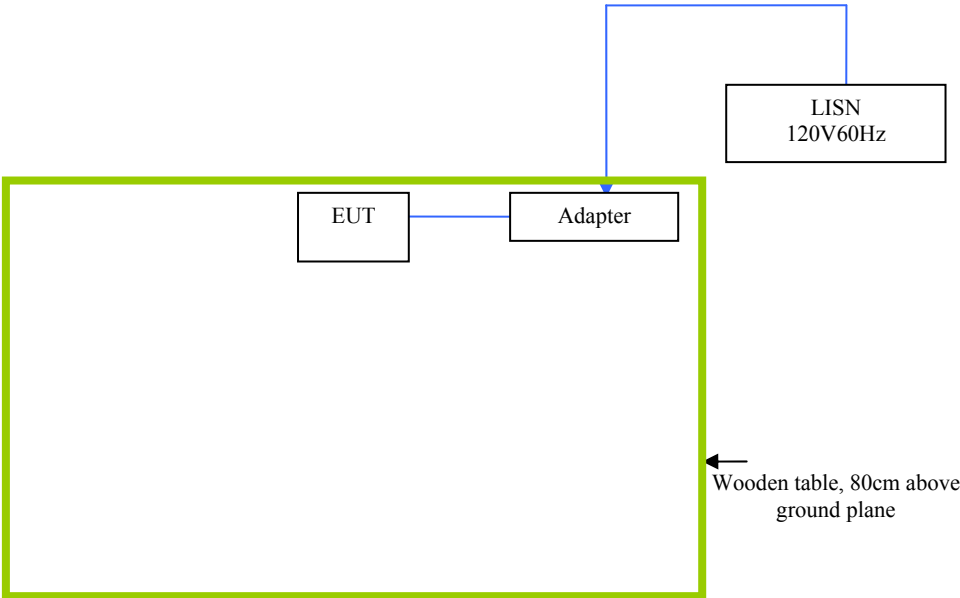 LISN
120V60Hz
EUT
Adapter
Wooden table, 80cm above
ground plane